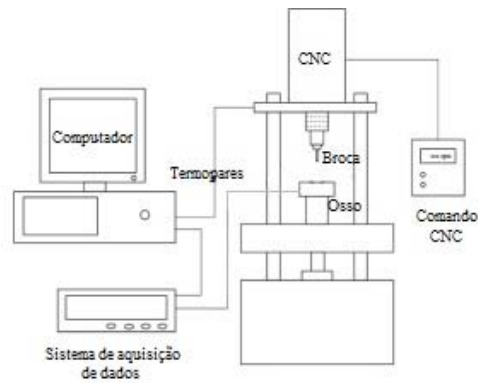 CNC
Computador
Broca
Termopares
Osso
Comando
CNC
Sistema de aquisição
de dados